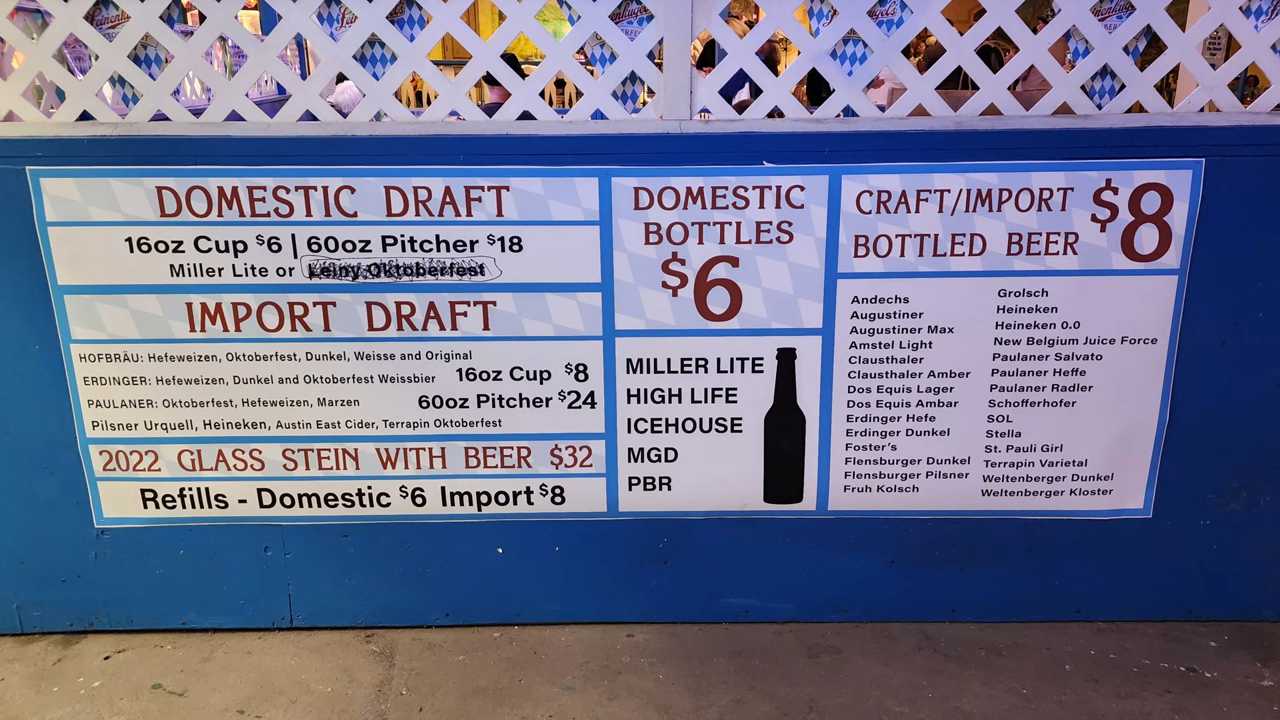 DOMESTIC DRAFT
16oz Cup $6 | 60oz Pitcher $18
Miller Lite or Leiny Oktoberfest
IMPORT DRAFT
HOFBRÄU: Hefeweizen, Oktoberfest, Dunkel, Weisse and Original
ERDINGER: Hefeweizen, Dunkel and Oktoberfest Weissbier
16oz Cup $8
PAULANER: Oktoberfest, Hefeweizen, Marzen
60oz Pitcher $24
Pilsner Urquell, Heineken, Austin East Cider, Terrapin Oktoberfest
2022 GLASS STEIN WITH BEER $32
Refills - Domestic $6 Import $8
DOMESTIC
BOTTLES
$6
MILLER LITE
HIGH LIFE
ICEHOUSE
MGD
PBR
CRAFT/IMPORT
BOTTLED BEER
$8
Andechs
Augustiner
Augustiner Max
Amstel Light
Clausthaler
Clausthaler Amber
Dos Equis Lager
Dos Equis Ambar
Erdinger Hefe
Erdinger Dunkel
Foster's
Flensburger Dunkel
Flensburger Pilsner
Fruh Kolsch
Grolsch
Heineken
Heineken 0.0
New Belgium Juice Force
Paulaner Salvato
Paulaner Heffe
Paulaner Radler
Schofferhofer
SOL
Stella
St. Pauli Girl
Terrapin Varietal
Weltenberger Dunkel
Weltenberger Kloster